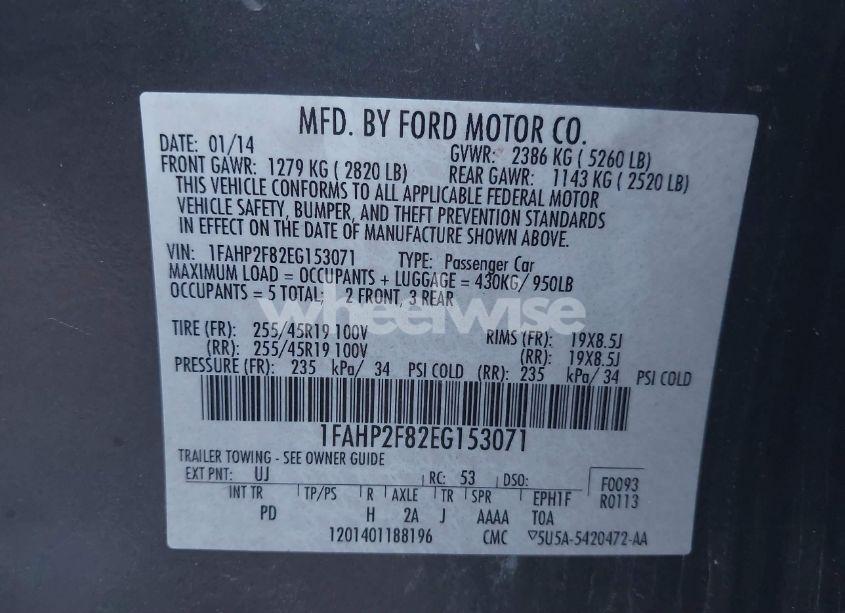 MFD. BY FORD MOTOR CO.
DATE: 01/14 GVWR: 2386 KG ( 5260 LB)
FRONT GAWR: 1279 KG ( 2820 LB) REAR GAWR: 1143 KG ( 2520 LB)
THIS VEHICLE CONFORMS TO ALL APPLICABLE FEDERAL MOTOR
VEHICLE SAFETY, BUMPER, AND THEFT PREVENTION STANDARDS
IN EFFECT ON THE DATE OF MANUFACTURE SHOWN ABOVE.
VIN: 1FAHP2F82EG153071 TYPE: Passenger Car
MAXIMUM LOAD = OCCUPANTS + LUGGAGE = 430KG/ 950LB
OCCUPANTS = 5 TOTAL; 2 FRONT, 3 REAR
wheelwise
TIRE (FR): 255/45R19 100V RIMS (FR): 19X8.5J
(RR): 255/45R19 100V (RR): 19X8.5J
PRESSURE (FR): 235 kPa/ 34 PSI COLD (RR): 235 kPa/ 34 PSI COLD
1FAHP2F82EG153071
TRAILER TOWING - SEE OWNER GUIDE
EXT PNT: UJ RC: 53 DSO: F0093
INT TR TP/PS R AXLE TR SPR EPH1F R0113
PD H 2A J AAAA T0A
1201401188196 CMC ▽5U5A-5420472-AA